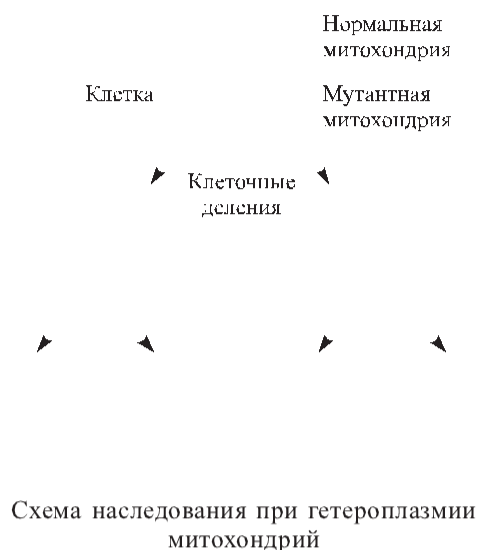 Нормальная
митохондрия
Клетка
Мутантная
митохондрия
Клеточные
деления
Схема наследования при гетероплазмии
митохондрий